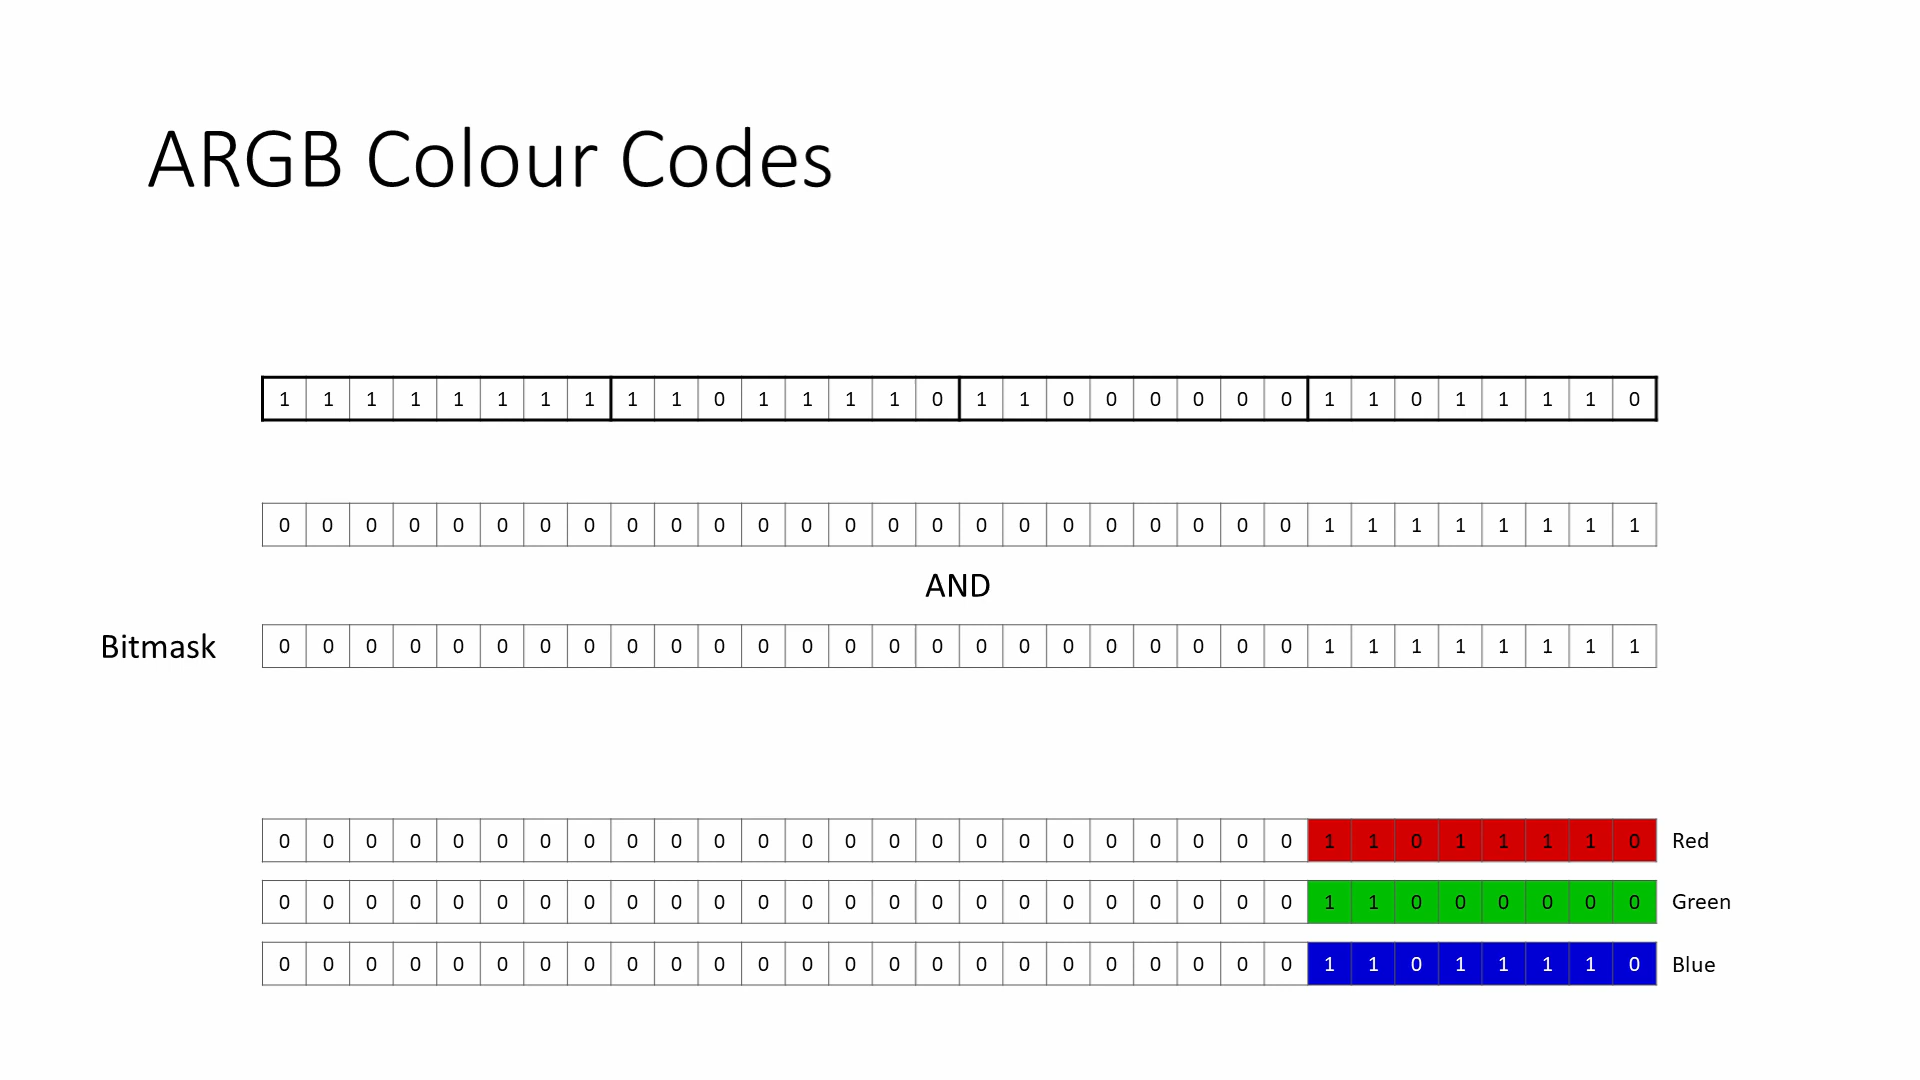 ARGB Colour Codes
1 1 1 1 1 1 1 1 1 1 0 1 1 1 1 0 1 1 0 0 0 0 0 0 1 1 0 1 1 1 1 0
0 0 0 0 0 0 0 0 0 0 0 0 0 0 0 0 0 0 0 0 0 0 0 0 1 1 1 1 1 1 1 1
AND
Bitmask 0 0 0 0 0 0 0 0 0 0 0 0 0 0 0 0 0 0 0 0 0 0 0 0 1 1 1 1 1 1 1 1
0 0 0 0 0 0 0 0 0 0 0 0 0 0 0 0 0 0 0 0 0 0 0 0 1 1 0 1 1 1 1 0 Red
0 0 0 0 0 0 0 0 0 0 0 0 0 0 0 0 0 0 0 0 0 0 0 0 1 1 0 0 0 0 0 0 Green
0 0 0 0 0 0 0 0 0 0 0 0 0 0 0 0 0 0 0 0 0 0 0 0 1 1 0 1 1 1 1 0 Blue